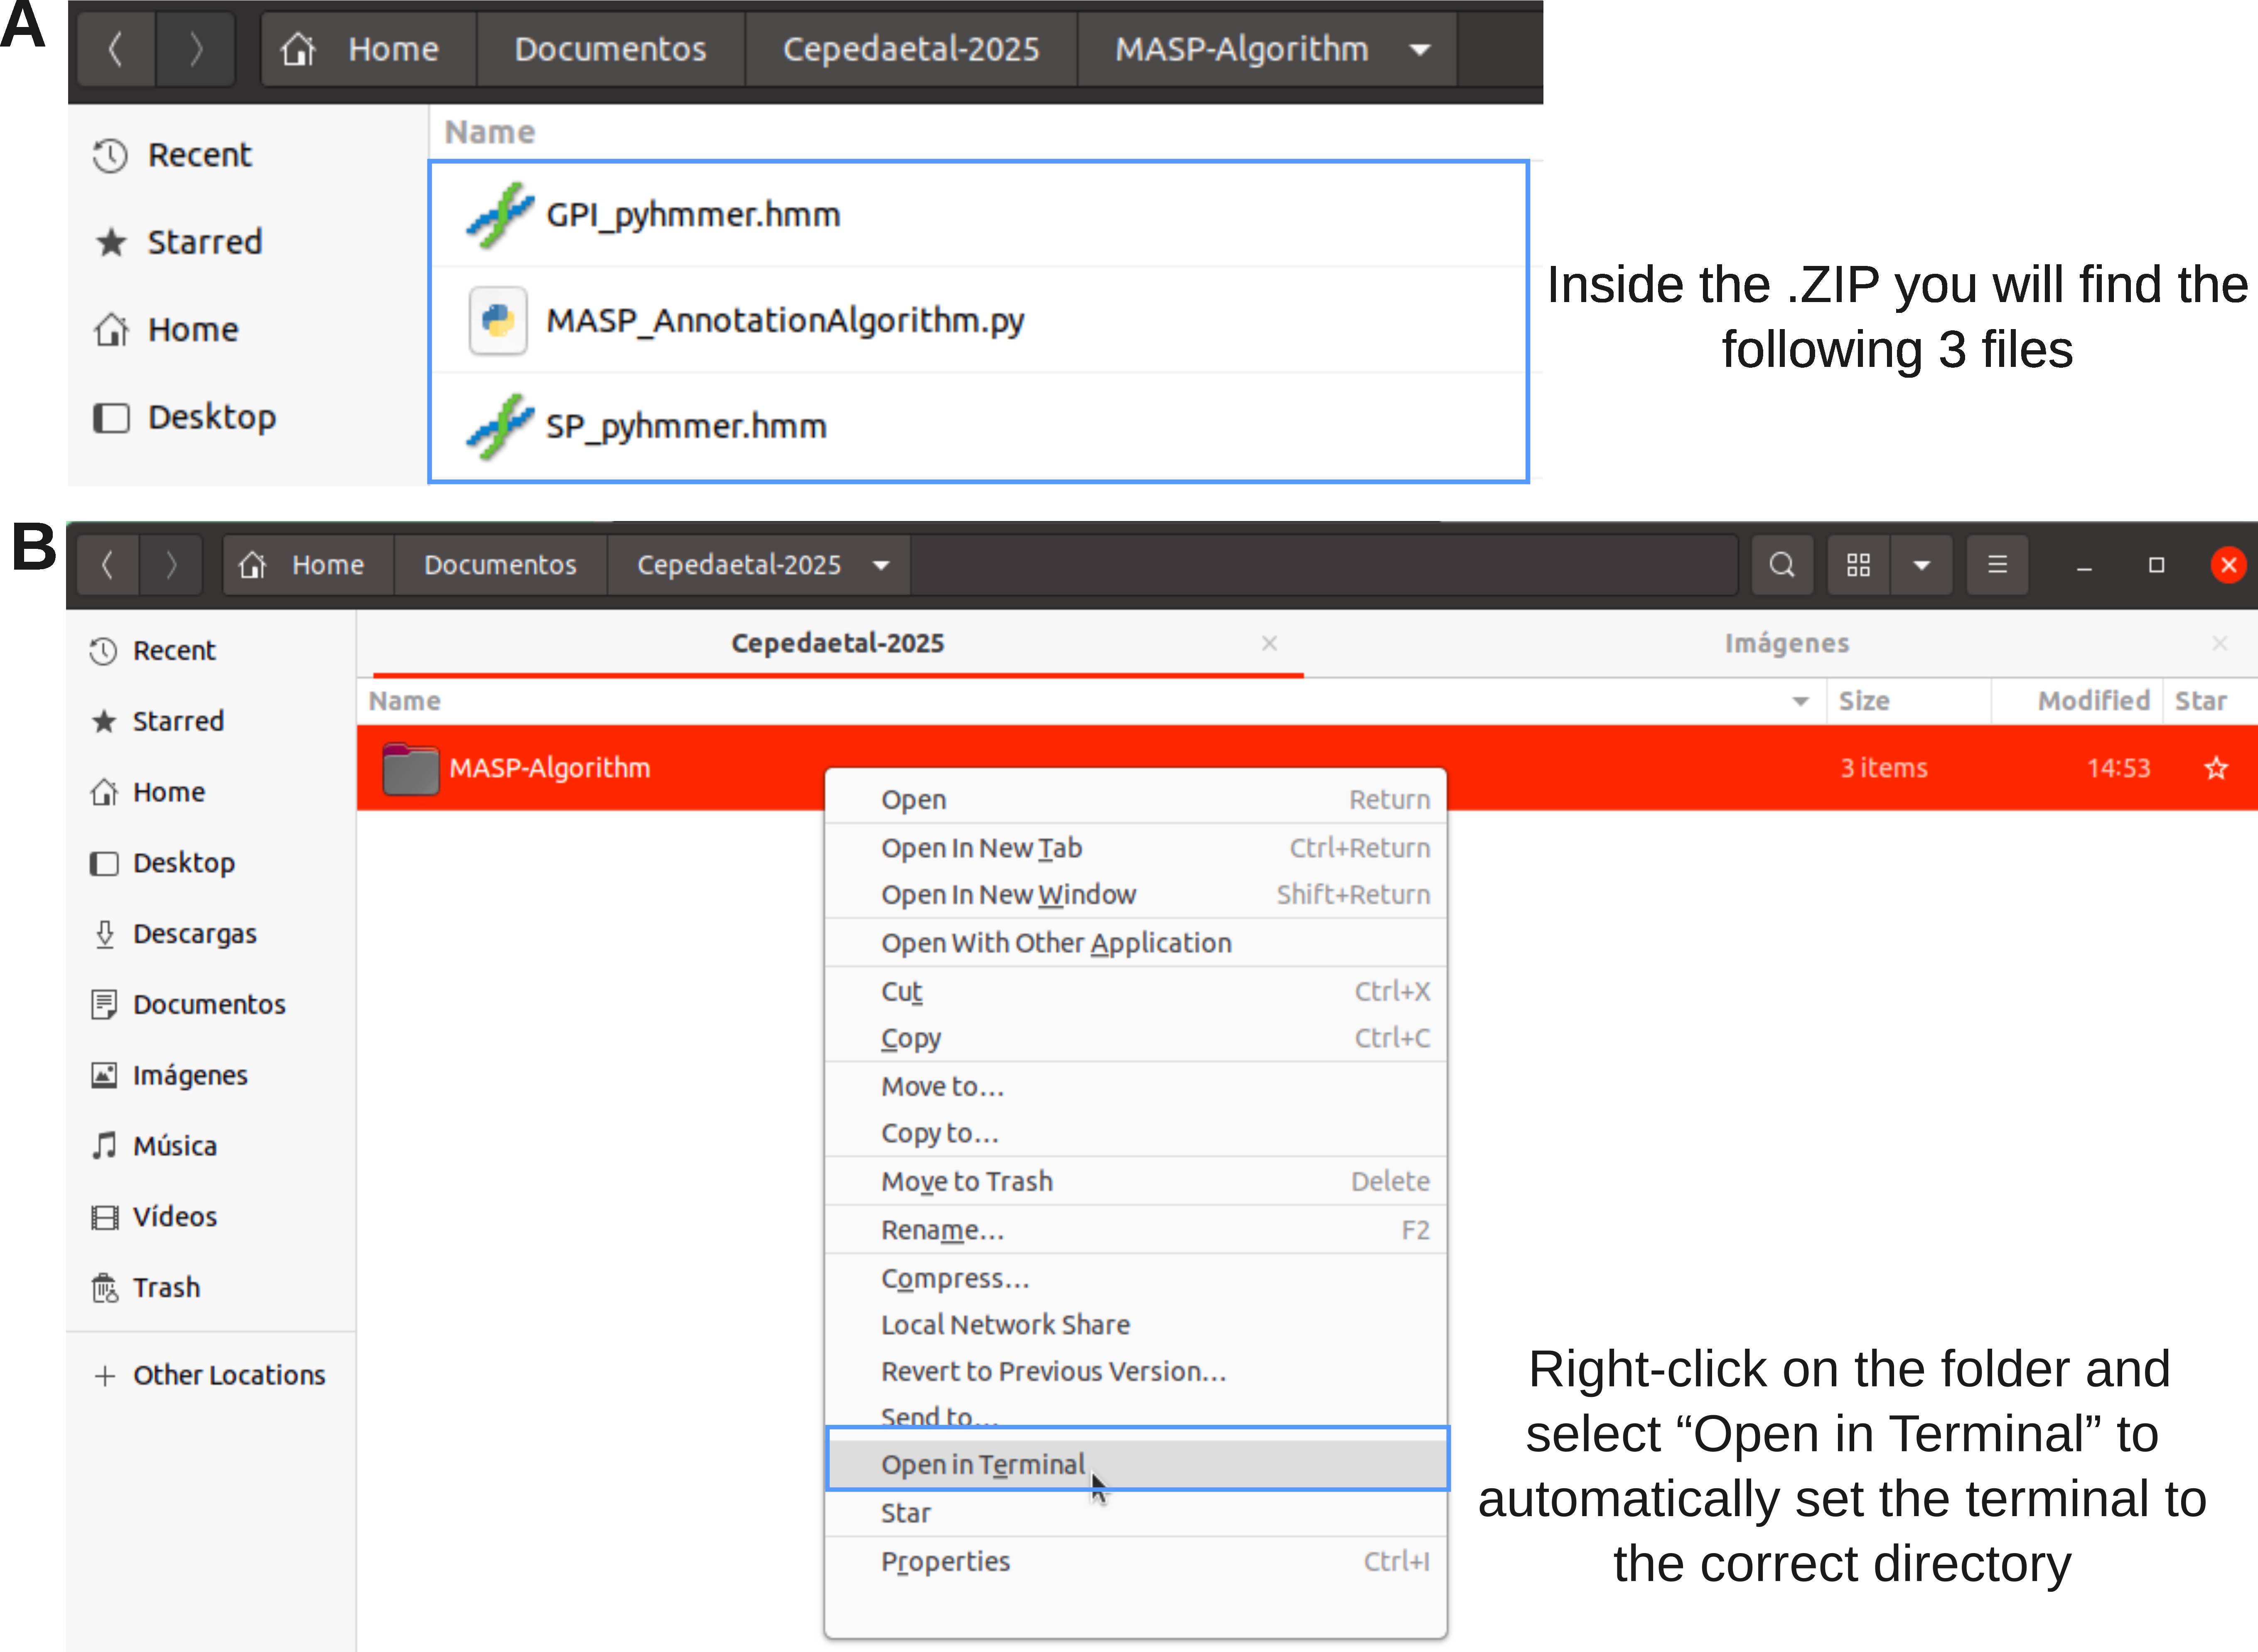 A
Home Documentos Cepedaetal-2025 MASP-Algorithm
Recent
Starred
Home
Desktop
Name
GPI_pyhmmer.hmm
MASP_AnnotationAlgorithm.py
SP_pyhmmer.hmm
Inside the .ZIP you will find the
following 3 files
B
Home Documentos Cepedaetal-2025
Recent
Starred
Home
Desktop
Descargas
Documentos
Imágenes
Música
Vídeos
Trash
Other Locations
Cepedaetal-2025 Imágenes
Name Size Modified Star
MASP-Algorithm 3 items 14:53
Open Return
Open In New Tab Ctrl+Return
Open In New Window Shift+Return
Open With Other Application
Cut Ctrl+X
Copy Ctrl+C
Move to...
Copy to...
Move to Trash Delete
Rename... F2
Compress...
Local Network Share
Revert to Previous Version...
Send to...
Open in Terminal
Star
Properties Ctrl+I
Right-click on the folder and
select “Open in Terminal” to
automatically set the terminal to
the correct directory